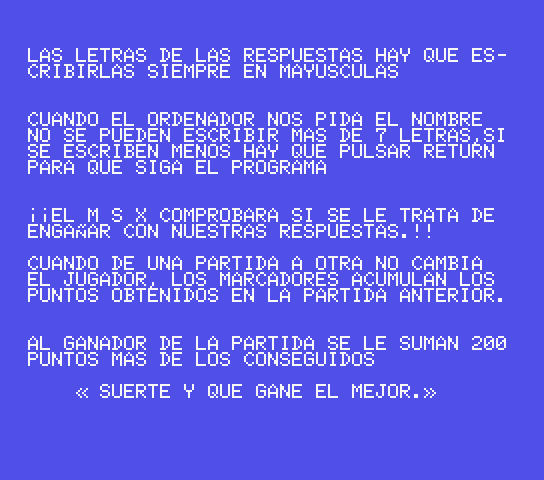 LAS LETRAS DE LAS RESPUESTAS HAY QUE ES-
CRIBIRLAS SIEMPRE EN MAYUSCULAS
CUANDO EL ORDENADOR NOS PIDA EL NOMBRE
NO SE PUEDEN ESCRIBIR MAS DE 7 LETRAS,SI
SE ESCRIBEN MENOS HAY QUE PULSAR RETURN
PARA QUE SIGA EL PROGRAMA
¡¡EL M S X COMPROBARA SI SE LE TRATA DE
ENGAÑAR CON NUESTRAS RESPUESTAS.!!
CUANDO DE UNA PARTIDA A OTRA NO CAMBIA
EL JUGADOR, LOS MARCADORES ACUMULAN LOS
PUNTOS OBTENIDOS EN LA PARTIDA ANTERIOR.
AL GANADOR DE LA PARTIDA SE LE SUMAN 200
PUNTOS MAS DE LOS CONSEGUIDOS
« SUERTE Y QUE GANE EL MEJOR.»